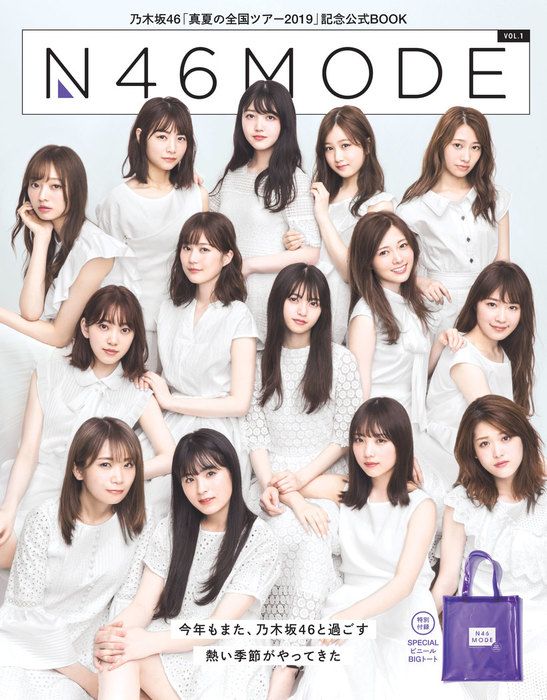 乃木坂46「真夏の全国ツアー2019」記念公式BOOK
VOL.1
N46MODE
今年もまた、乃木坂46と過ごす
熱い季節がやってきた
特別
付録
SPECIAL
ビニール
BIGトート
N46
MODE